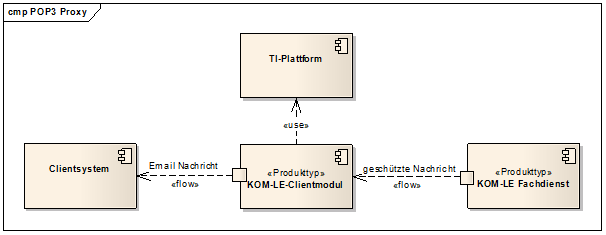 cmp POP3 Proxy
TI-Plattform
«use»
Clientsystem
Email Nachricht
«flow»
«Produkttyp»
KOM-LE-Clientmodul
geschützte Nachricht
«flow»
«Produkttyp»
KOM-LE Fachdienst